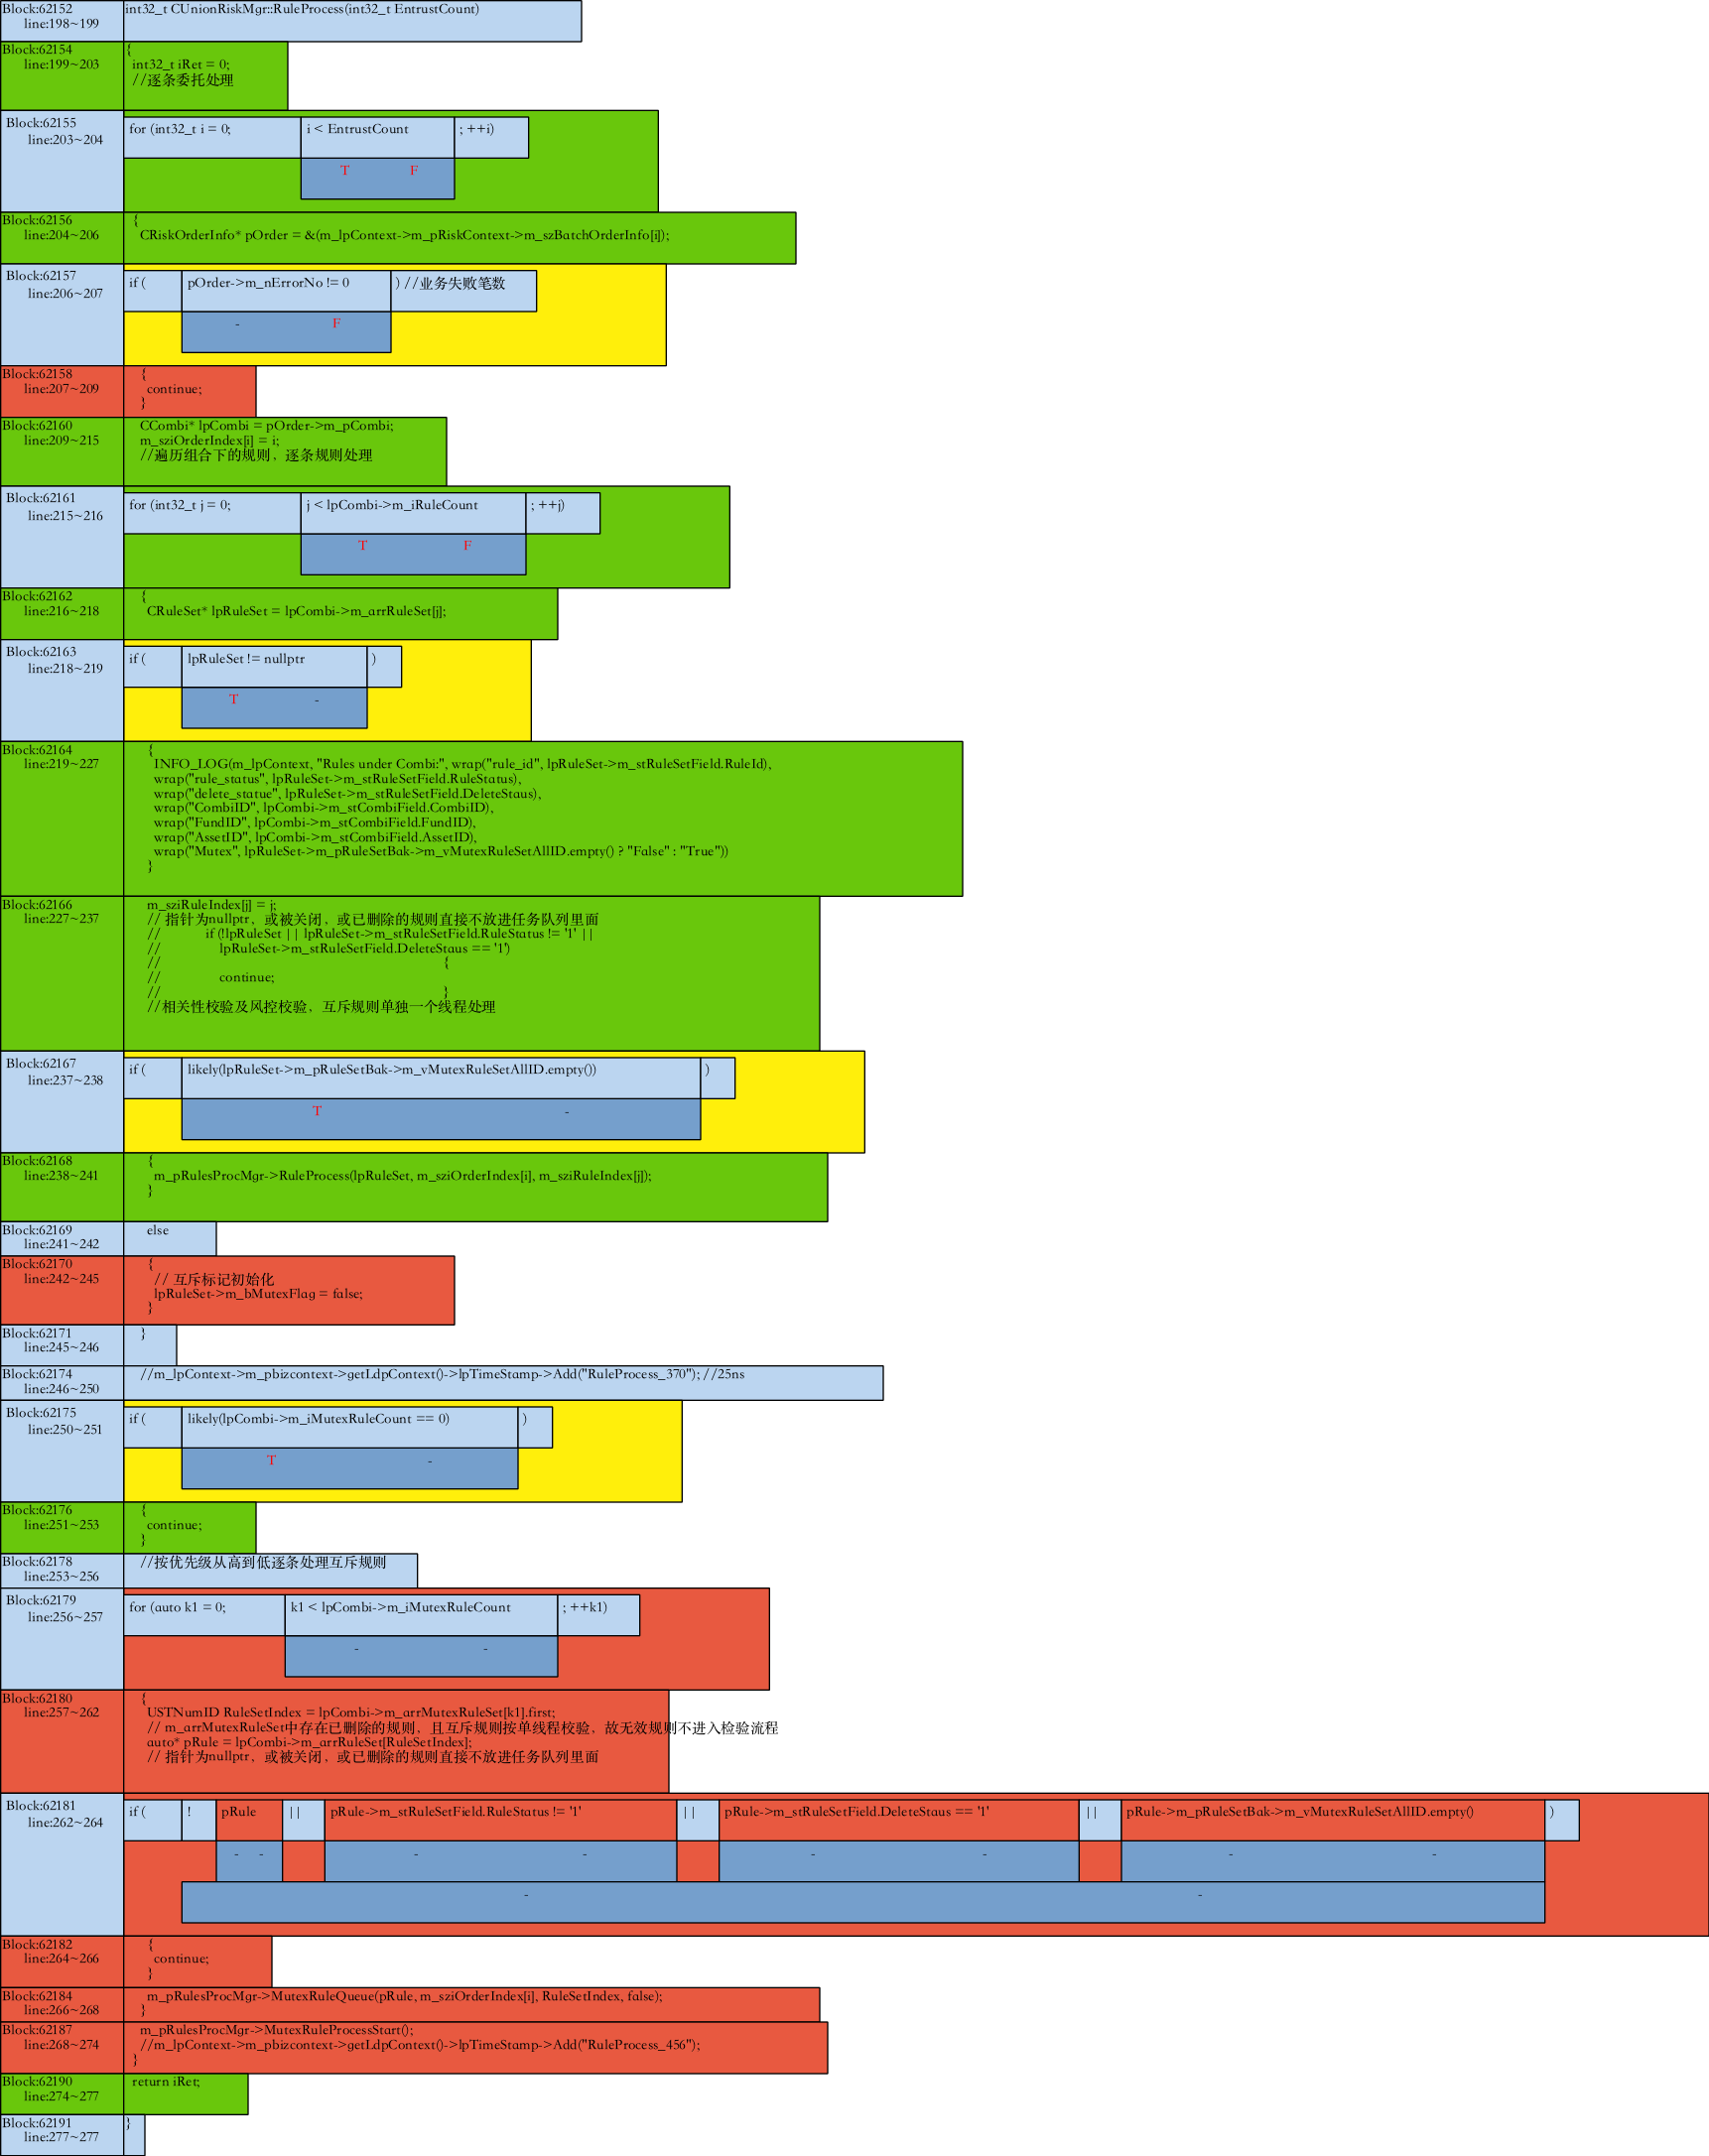 Block:62152
line:198~199
int32_t CUnionRiskMgr::RuleProcess(int32_t EntrustCount)
Block:62154
line:199~203
{
int32_t iRet = 0;
//逐条委托处理
Block:62155
line:203~204
for (int32_t i = 0;
i < EntrustCount
; ++i)
T F
Block:62156
line:204~206
{
CRiskOrderInfo* pOrder = &(m_lpContext->m_pRiskContext->m_szBatchOrderInfo[i]);
Block:62157
line:206~207
if (
pOrder->m_nErrorNo != 0
) //业务失败笔数
- F
Block:62158
line:207~209
{
continue;
}
Block:62160
line:209~215
CCombi* lpCombi = pOrder->m_pCombi;
m_sziOrderIndex[i] = i;
//遍历组合下的规则，逐条规则处理
Block:62161
line:215~216
for (int32_t j = 0;
j < lpCombi->m_iRuleCount
; ++j)
T F
Block:62162
line:216~218
{
CRuleSet* lpRuleSet = lpCombi->m_arrRuleSet[j];
Block:62163
line:218~219
if (
lpRuleSet != nullptr
)
T -
Block:62164
line:219~227
{
INFO_LOG(m_lpContext, "Rules under Combi:", wrap("rule_id", lpRuleSet->m_stRuleSetField.RuleId),
wrap("rule_status", lpRuleSet->m_stRuleSetField.RuleStatus),
wrap("delete_statue", lpRuleSet->m_stRuleSetField.DeleteStaus),
wrap("CombiID", lpCombi->m_stCombiField.CombiID),
wrap("FundID", lpCombi->m_stCombiField.FundID),
wrap("AssetID", lpCombi->m_stCombiField.AssetID),
wrap("Mutex", lpRuleSet->m_pRuleSetBak->m_vMutexRuleSetAllID.empty() ? "False" : "True"))
}
Block:62166
line:227~237
m_sziRuleIndex[j] = j;
// 指针为nullptr，或被关闭，或已删除的规则直接不放进任务队列里面
// if (!lpRuleSet || lpRuleSet->m_stRuleSetField.RuleStatus != '1' ||
// lpRuleSet->m_stRuleSetField.DeleteStaus == '1')
// {
// continue;
// }
//相关性校验及风控校验，互斥规则单独一个线程处理
Block:62167
line:237~238
if (
likely(lpRuleSet->m_pRuleSetBak->m_vMutexRuleSetAllID.empty())
)
T -
Block:62168
line:238~241
{
m_pRulesProcMgr->RuleProcess(lpRuleSet, m_sziOrderIndex[i], m_sziRuleIndex[j]);
}
Block:62169
line:241~242
else
Block:62170
line:242~245
{
// 互斥标记初始化
lpRuleSet->m_bMutexFlag = false;
}
Block:62171
line:245~246
}
Block:62174
line:246~250
//m_lpContext->m_pbizcontext->getLdpContext()->lpTimeStamp->Add("RuleProcess_370"); //25ns
Block:62175
line:250~251
if (
likely(lpCombi->m_iMutexRuleCount == 0)
)
T -
Block:62176
line:251~253
{
continue;
}
Block:62178
line:253~256
//按优先级从高到低逐条处理互斥规则
Block:62179
line:256~257
for (auto k1 = 0;
k1 < lpCombi->m_iMutexRuleCount
; ++k1)
- -
Block:62180
line:257~262
{
USTNumID RuleSetIndex = lpCombi->m_arrMutexRuleSet[k1].first;
// m_arrMutexRuleSet中存在已删除的规则，且互斥规则按单线程校验，故无效规则不进入检验流程
auto* pRule = lpCombi->m_arrRuleSet[RuleSetIndex];
// 指针为nullptr，或被关闭，或已删除的规则直接不放进任务队列里面
Block:62181
line:262~264
if (
!
pRule
||
pRule->m_stRuleSetField.RuleStatus != '1'
||
pRule->m_stRuleSetField.DeleteStaus == '1'
||
pRule->m_pRuleSetBak->m_vMutexRuleSetAllID.empty()
)
- - - - - - - -
- -
Block:62182
line:264~266
{
continue;
}
Block:62184
line:266~268
m_pRulesProcMgr->MutexRuleQueue(pRule, m_sziOrderIndex[i], RuleSetIndex, false);
}
Block:62187
line:268~274
m_pRulesProcMgr->MutexRuleProcessStart();
//m_lpContext->m_pbizcontext->getLdpContext()->lpTimeStamp->Add("RuleProcess_456");
}
Block:62190
line:274~277
return iRet;
Block:62191
line:277~277
}